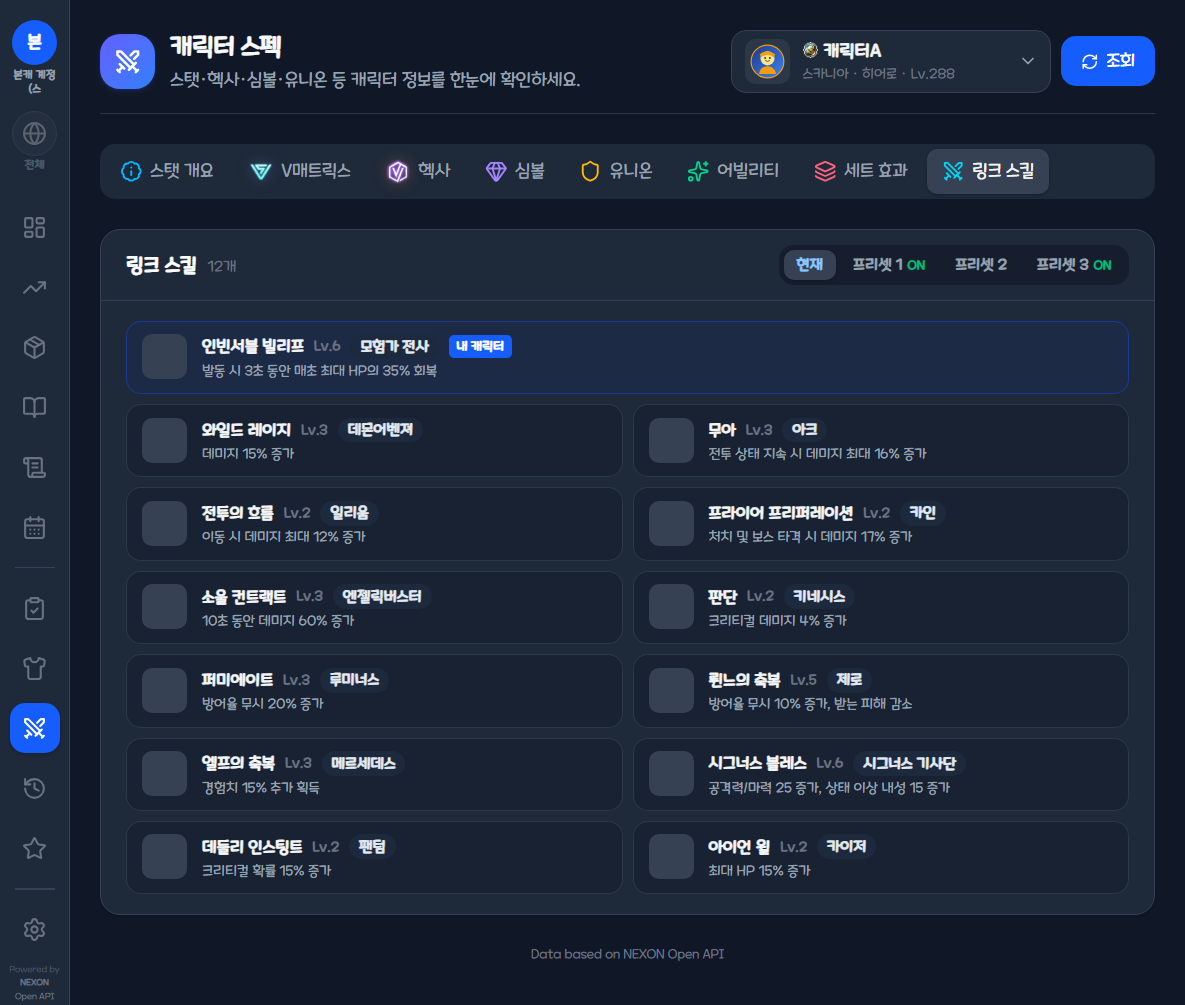 본
본캐 계정
(스
전체
Powered by
NEXON
Open API
캐릭터 스펙
스탯·헥사·심볼·유니온 등 캐릭터 정보를 한눈에 확인하세요.
캐릭터A
스카니아 · 히어로 · Lv.288
조회
스탯 개요
V매트릭스
헥사
심볼
유니온
어빌리티
세트 효과
링크 스킬
링크 스킬 12개
현재
프리셋 1 ON
프리셋 2
프리셋 3 ON
인빈서블 빌리프 Lv.6 모험가 전사 내 캐릭터
발동 시 3초 동안 매초 최대 HP의 35% 회복
와일드 레이지 Lv.3 데몬어벤져
데미지 15% 증가
무아 Lv.3 아크
전투 상태 지속 시 데미지 최대 16% 증가
전투의 흐름 Lv.2 일리움
이동 시 데미지 최대 12% 증가
프라이어 프리퍼레이션 Lv.2 카인
처치 및 보스 타격 시 데미지 17% 증가
소울 컨트랙트 Lv.3 엔젤릭버스터
10초 동안 데미지 60% 증가
판단 Lv.2 키네시스
크리티컬 데미지 4% 증가
퍼미에이트 Lv.3 루미너스
방어율 무시 20% 증가
륀느의 축복 Lv.5 제로
방어율 무시 10% 증가, 받는 피해 감소
엘프의 축복 Lv.3 메르세데스
경험치 15% 추가 획득
시그너스 블레스 Lv.6 시그너스 기사단
공격력/마력 25 증가, 상태 이상 내성 15 증가
데들리 인스팅트 Lv.2 팬텀
크리티컬 확률 15% 증가
아이언 윌 Lv.2 카이저
최대 HP 15% 증가
Data based on NEXON Open API